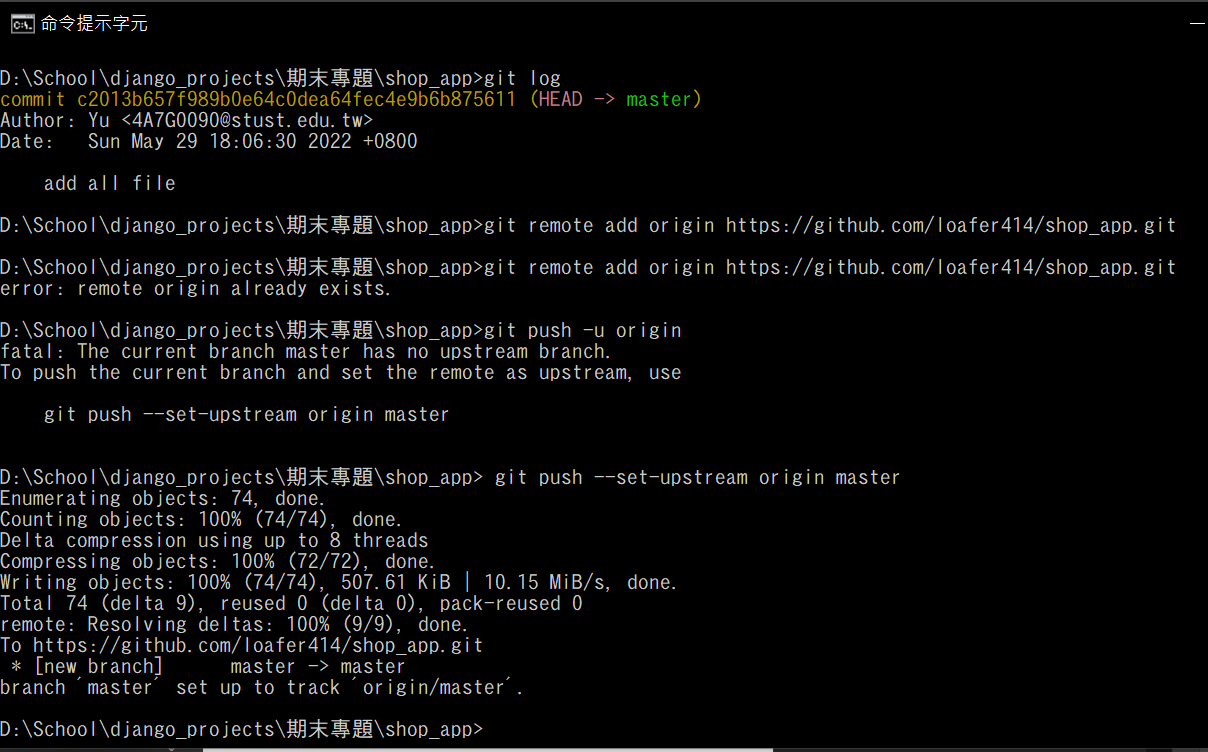 命令提示字元
D:\School\django_projects\期末專題\shop_app>git log
commit c2013b657f989b0e64c0dea64fec4e9b6b875611 (HEAD -> master)
Author: Yu <4A7G0090@stust.edu.tw>
Date:   Sun May 29 18:06:30 2022 +0800
    add all file
D:\School\django_projects\期末專題\shop_app>git remote add origin https://github.com/loafer414/shop_app.git
D:\School\django_projects\期末專題\shop_app>git remote add origin https://github.com/loafer414/shop_app.git
error: remote origin already exists.
D:\School\django_projects\期末專題\shop_app>git push -u origin
fatal: The current branch master has no upstream branch.
To push the current branch and set the remote as upstream, use
    git push --set-upstream origin master
D:\School\django_projects\期末專題\shop_app> git push --set-upstream origin master
Enumerating objects: 74, done.
Counting objects: 100% (74/74), done.
Delta compression using up to 8 threads
Compressing objects: 100% (72/72), done.
Writing objects: 100% (74/74), 507.61 KiB | 10.15 MiB/s, done.
Total 74 (delta 9), reused 0 (delta 0), pack-reused 0
remote: Resolving deltas: 100% (9/9), done.
To https://github.com/loafer414/shop_app.git
 * [new branch]      master -> master
branch 'master' set up to track 'origin/master'.
D:\School\django_projects\期末專題\shop_app>